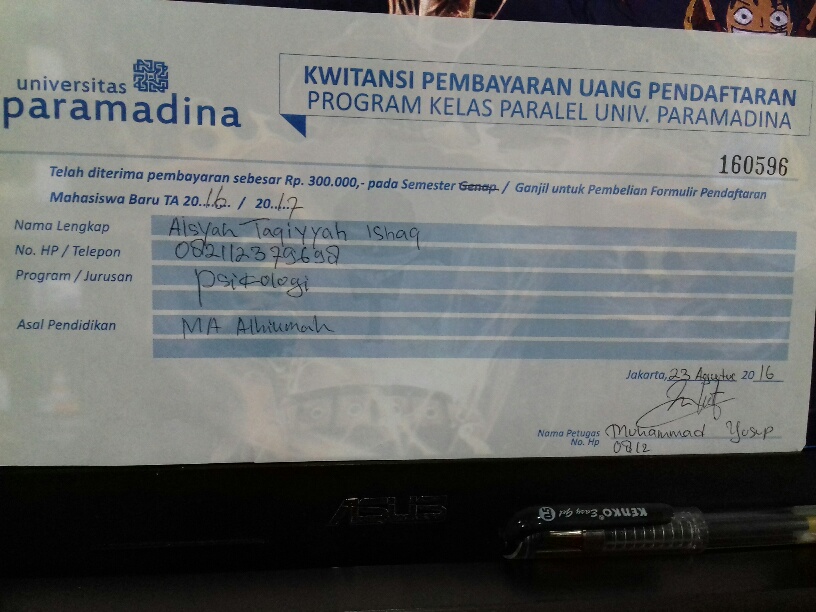 universitas
paramadina
KWITANSI PEMBAYARAN UANG PENDAFTARAN
PROGRAM KELAS PARALEL UNIV. PARAMADINA
160596
Telah diterima pembayaran sebesar Rp. 300.000,- pada Semester Genap / Ganjil untuk Pembelian Formulir Pendaftaran
Mahasiswa Baru TA 20..16.. / 20..17
Nama Lengkap Aisyah Taqiyyah Ishaq
No. HP / Telepon 082112379698
Program / Jurusan psikologi
Asal Pendidikan MA Alhikmah
Jakarta, 23 Agustus 20 16
Nama Petugas Muhammad Yosup
No. Hp 0812
ASUS
KENKO Easy Gel